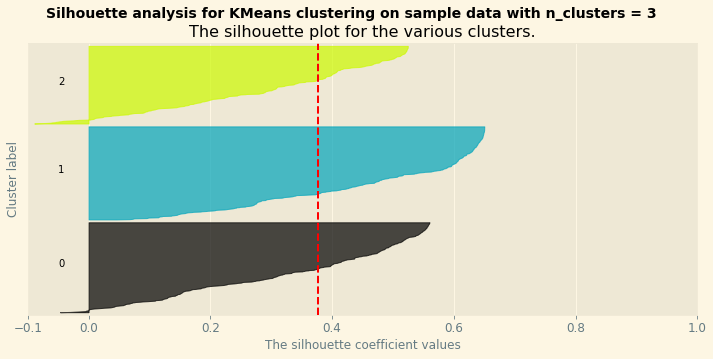 Silhouette analysis for KMeans clustering on sample data with n_clusters = 3
The silhouette plot for the various clusters.
2
1
0
Cluster label
−0.1 0.0 0.2 0.4 0.6 0.8 1.0
The silhouette coefficient values